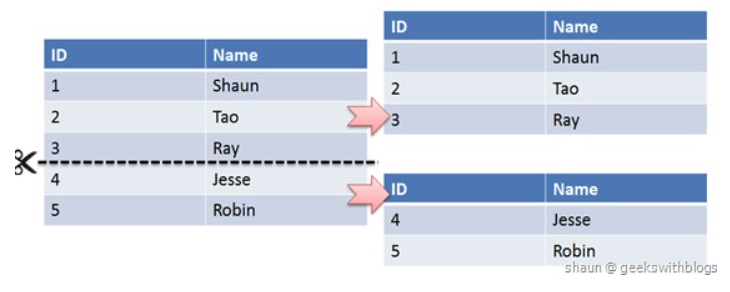 ID Name
1 Shaun
2 Tao
3 Ray
4 Jesse
5 Robin
ID Name
1 Shaun
2 Tao
3 Ray
ID Name
4 Jesse
5 Robin
shaun @ geekswithblogs